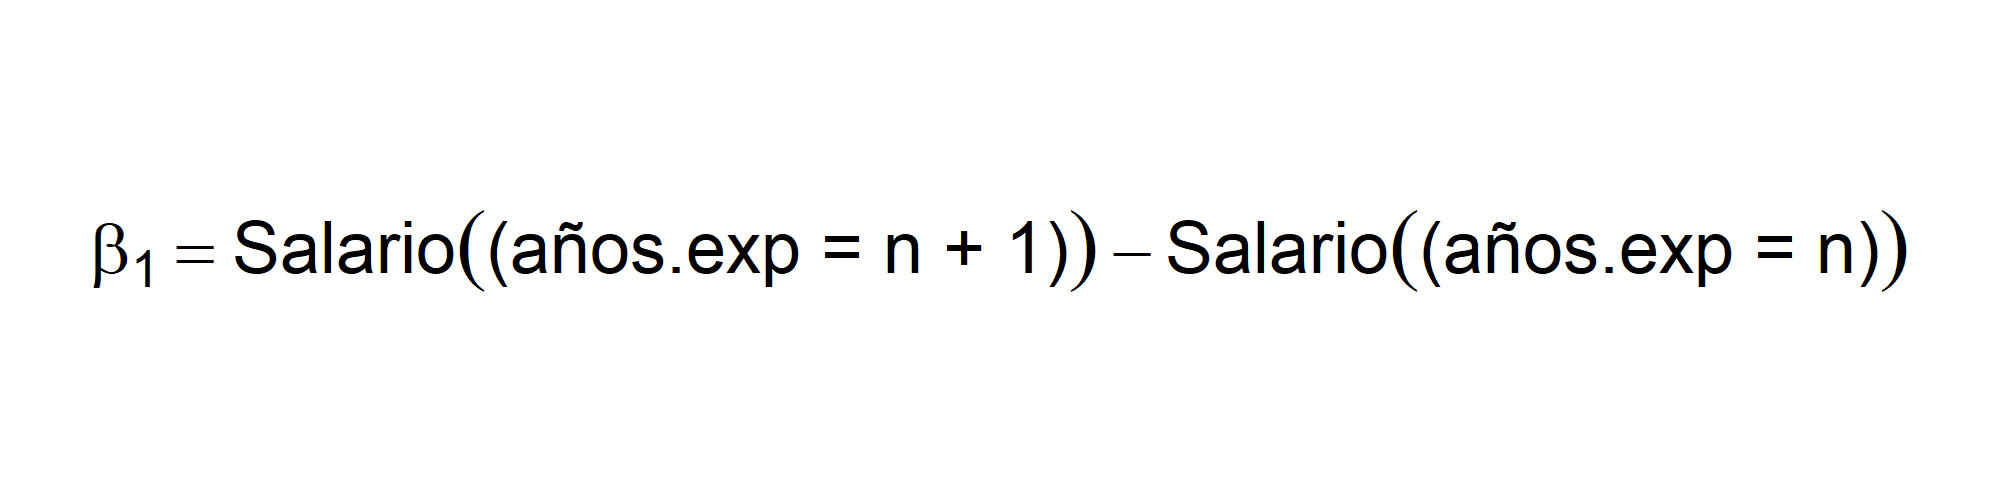 β₁ = Salario((años.exp = n + 1)) − Salario((años.exp = n))